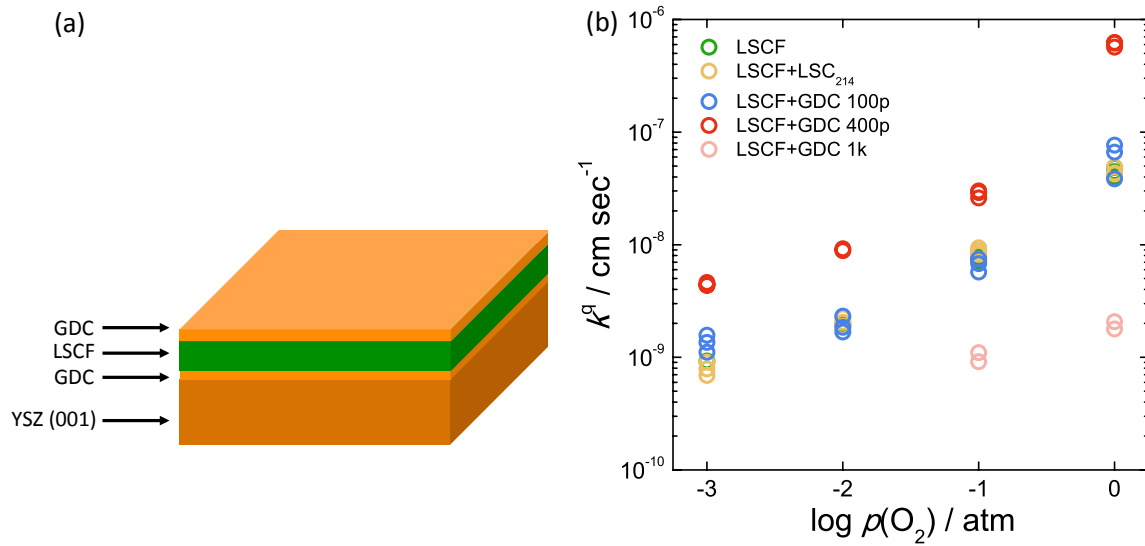 (a)
GDC
LSCF
GDC
YSZ (001)
(b)
LSCF
LSCF+LSC₂₁₄
LSCF+GDC 100p
LSCF+GDC 400p
LSCF+GDC 1k
10⁻⁶
10⁻⁷
10⁻⁸
10⁻⁹
10⁻¹⁰
k^q / cm sec⁻¹
-3 -2 -1 0
log p(O₂) / atm